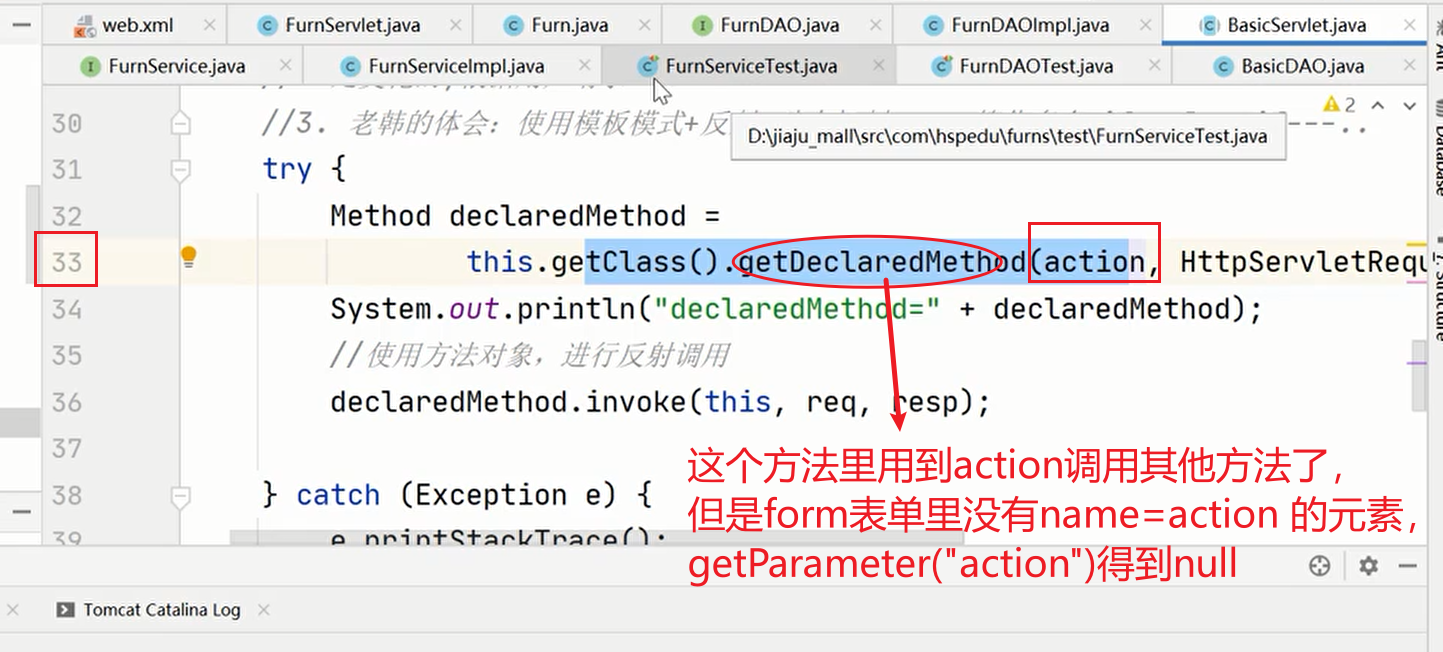 web.xml FurnServlet.java Furn.java FurnDAO.java FurnDAOImpl.java BasicServlet.java
FurnService.java FurnServiceImpl.java FurnServiceTest.java FurnDAOTest.java BasicDAO.java
2
30 //3. 老韩的体会：使用模板模式+反
D:\jiaju_mall\src\com\hspedu\furns\test\FurnServiceTest.java
31 try {
Database
32 Method declaredMethod =
33 this.getClass().getDeclaredMethod(action, HttpServletRequ
Structure
34 System.out.println("declaredMethod=" + declaredMethod);
35 //使用方法对象，进行反射调用
36 declaredMethod.invoke(this, req, resp);
37
这个方法里用到action调用其他方法了，
38 } catch (Exception e) {
但是form表单里没有name=action 的元素，
39 e.printStackTrace();
getParameter("action")得到null
Tomcat Catalina Log